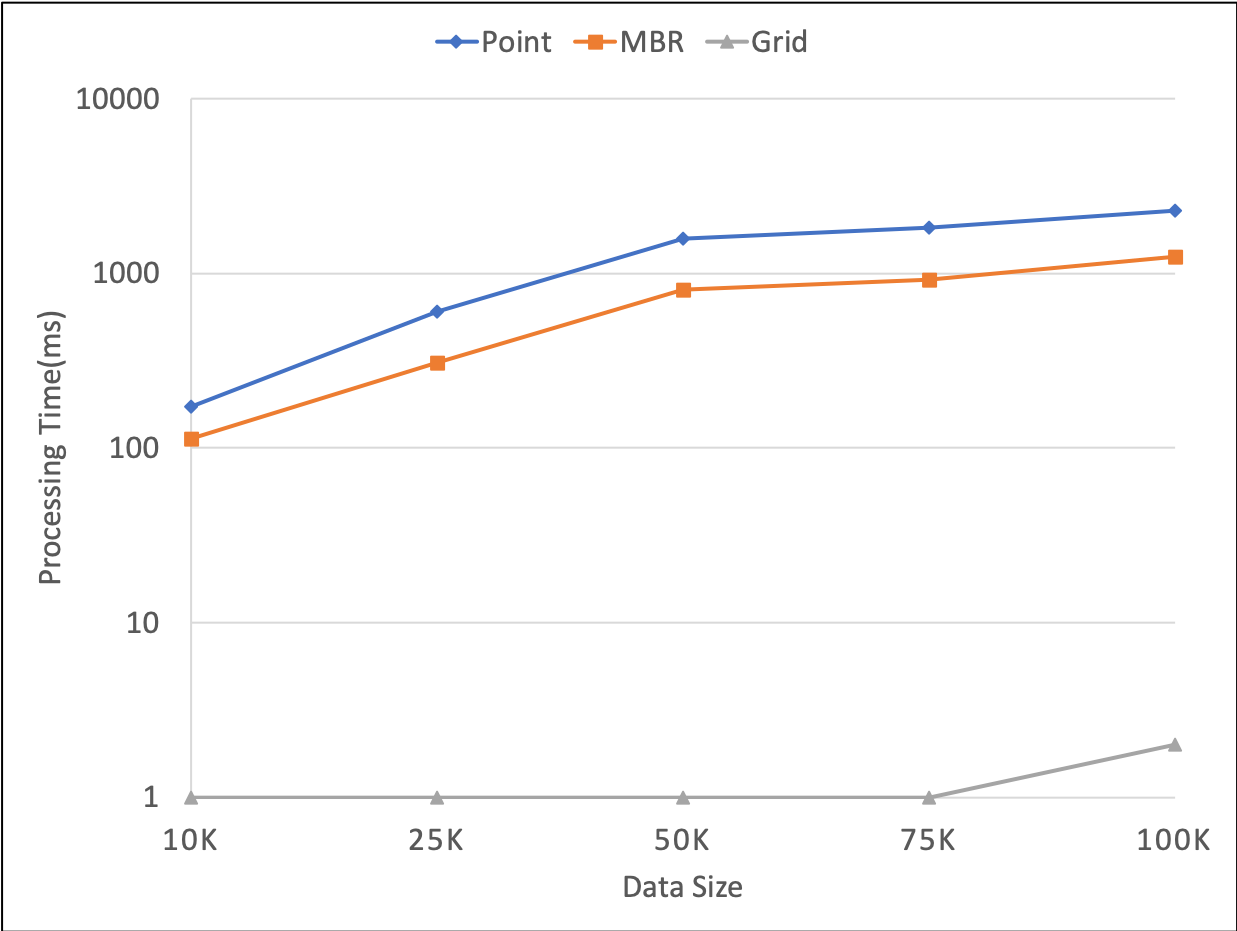 Point MBR Grid
10000
1000
100
10
1
Processing Time(ms)
10K 25K 50K 75K 100K
Data Size